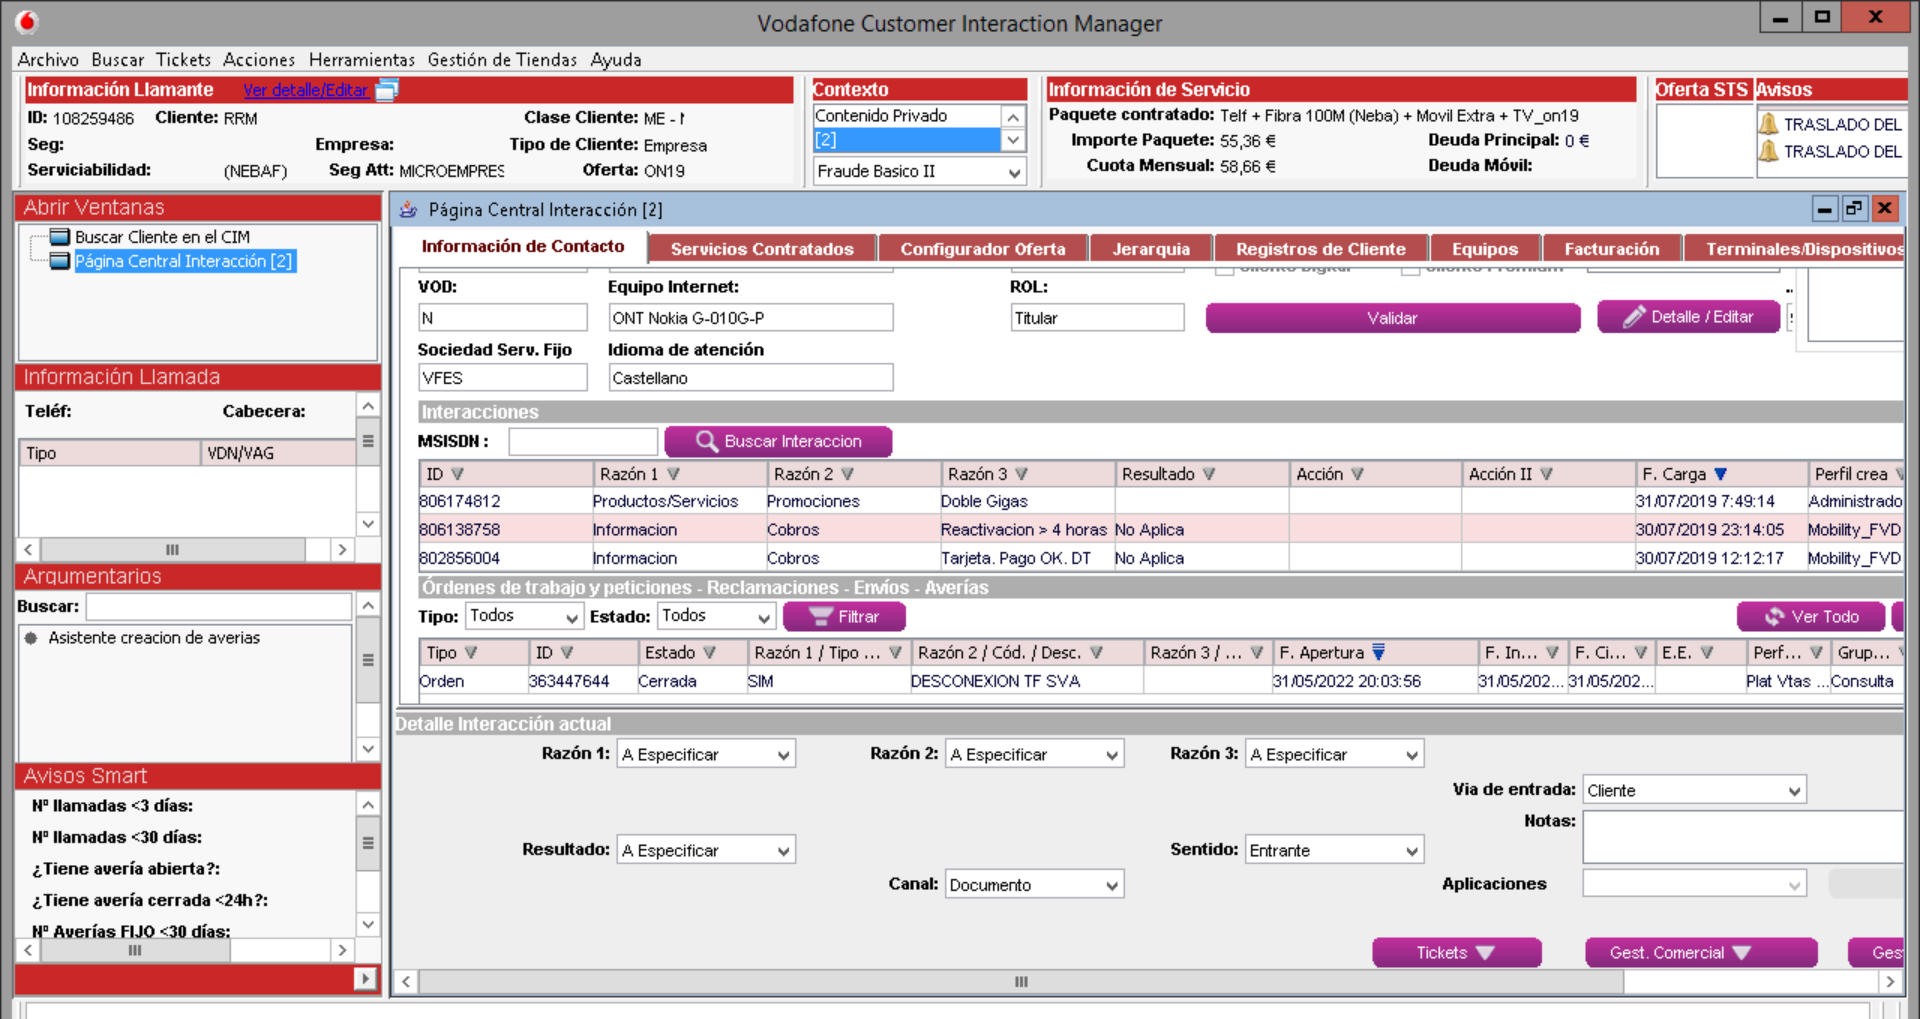 Vodafone Customer Interaction Manager
Archivo Buscar Tickets Acciones Herramientas Gestión de Tiendas Ayuda
Información Llamante Ver detalle/Editar
ID: 108259486 Cliente: RRM Clase Cliente: ME - I
Seg: Empresa: Tipo de Cliente: Empresa
Serviciabilidad: (NEBAF) Seg Att: MICROEMPRES Oferta: ON19
Contexto
Contenido Privado
[2]
Fraude Basico II
Información de Servicio
Paquete contratado: Telf + Fibra 100M (Neba) + Movil Extra + TV_on19
Importe Paquete: 55,36 € Deuda Principal: 0 €
Cuota Mensual: 58,66 € Deuda Móvil:
Oferta STS Avisos
TRASLADO DEL
TRASLADO DEL
Abrir Ventanas
Buscar Cliente en el CIM
Página Central Interacción [2]
Información Llamada
Teléf: Cabecera:
Tipo VDN/VAG
Argumentarios
Buscar:
Asistente creacion de averias
Avisos Smart
Nº llamadas <3 días:
Nº llamadas <30 días:
¿Tiene avería abierta?:
¿Tiene avería cerrada <24h?:
Nº Averías FIJO <30 días:
Página Central Interacción [2]
Información de Contacto Servicios Contratados Configurador Oferta Jerarquia Registros de Cliente Equipos Facturación Terminales/Dispositivos
Cliente Digital Cliente Premium
VOD: Equipo Internet: ROL:
N ONT Nokia G-010G-P Titular Validar Detalle / Editar
Sociedad Serv. Fijo Idioma de atención
VFES Castellano
Interacciones
MSISDN : Buscar Interaccion
ID Razón 1 Razón 2 Razón 3 Resultado Acción Acción II F. Carga Perfil crea
806174812 Productos/Servicios Promociones Doble Gigas 31/07/2019 7:49:14 Administrado
806138758 Informacion Cobros Reactivacion > 4 horas No Aplica 30/07/2019 23:14:05 Mobility_FVD
802856004 Informacion Cobros Tarjeta. Pago OK. DT No Aplica 30/07/2019 12:12:17 Mobility_FVD
Órdenes de trabajo y peticiones - Reclamaciones - Envíos - Averías
Tipo: Todos Estado: Todos Filtrar Ver Todo
Tipo ID Estado Razón 1 / Tipo ... Razón 2 / Cód. / Desc. Razón 3 / ... F. Apertura F. In... F. Ci... E.E. Perf... Grup...
Orden 363447644 Cerrada SIM DESCONEXION TF SVA 31/05/2022 20:03:56 31/05/202... 31/05/202... Plat Vtas ... Consulta
Detalle Interacción actual
Razón 1: A Especificar Razón 2: A Especificar Razón 3: A Especificar
Via de entrada: Cliente
Notas:
Resultado: A Especificar Sentido: Entrante
Canal: Documento Aplicaciones
Tickets Gest. Comercial Ges